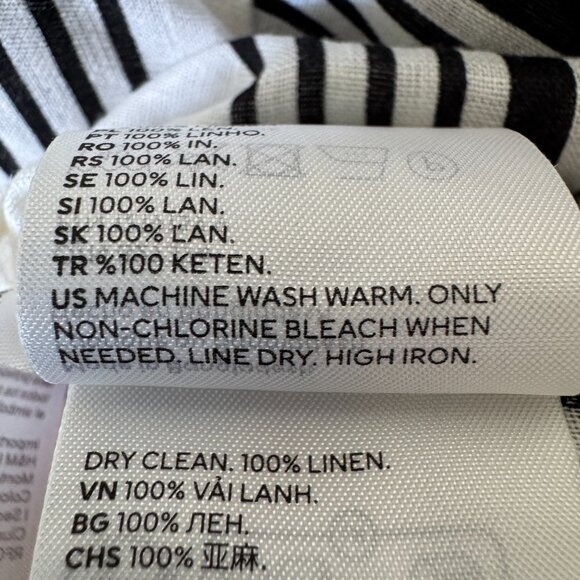 PT 100% LINHO.
RO 100% IN.
RS 100% LAN.
SE 100% LIN.
SI 100% LAN.
SK 100% ĽAN.
TR %100 KETEN.
US MACHINE WASH WARM. ONLY
NON-CHLORINE BLEACH WHEN
NEEDED. LINE DRY. HIGH IRON.
DRY CLEAN. 100% LINEN.
VN 100% VẢI LANH.
BG 100% ЛЕН.
CHS 100% 亚麻.